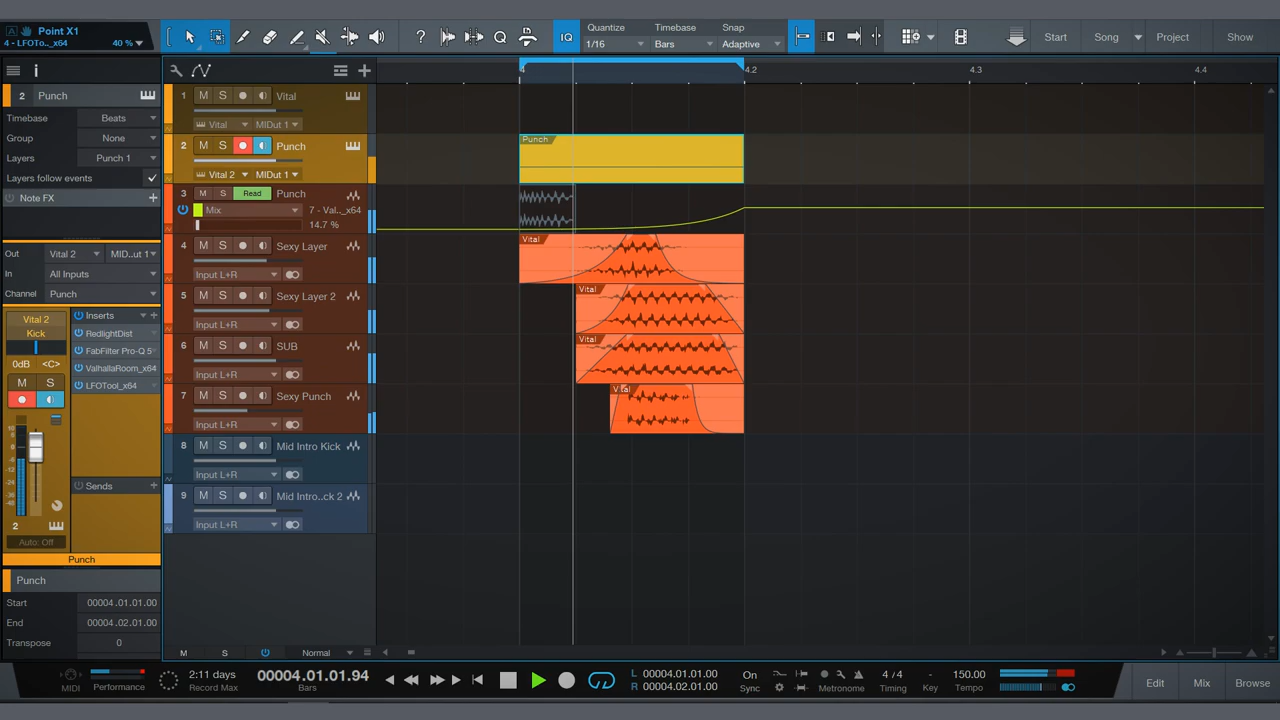 Point X1
4 - LFOTo.._x64
40 %
IQ
Quantize
1/16
Timebase
Bars
Snap
Adaptive
Start
Song
Project
Show
2
Punch
Timebase
Beats
Group
None
Layers
Punch 1
Layers follow events
Note FX
Out
Vital 2
MID..ut 1
In
All Inputs
Channel
Punch
Vital 2
Kick
0dB
<C>
M
S
Inserts
RedlightDist
FabFilter Pro-Q 5
ValhallaRoom_x64
LFOTool_x64
Sends
2
Auto: Off
Punch
Punch
Start
00004.01.01.00
End
00004.02.01.00
Transpose
0
4
4.2
4.3
4.4
1
M
S
Vital
Vital
MIDut 1
2
M
S
Punch
Vital 2
MIDut 1
3
M
S
Read
Punch
Mix
7 - Val.._x64
14.7 %
4
M
S
Sexy Layer
Input L+R
5
M
S
Sexy Layer 2
Input L+R
6
M
S
SUB
Input L+R
7
M
S
Sexy Punch
Input L+R
8
M
S
Mid Intro Kick
Input L+R
9
M
S
Mid Intro..ck 2
Input L+R
Punch
Vital
Vital
Vital
Vital
M
S
Normal
MIDI
Performance
2:11 days
Record Max
00004.01.01.94
Bars
L
00004.01.01.00
R
00004.02.01.00
On
Sync
Metronome
4 / 4
Timing
-
Key
150.00
Tempo
Edit
Mix
Browse